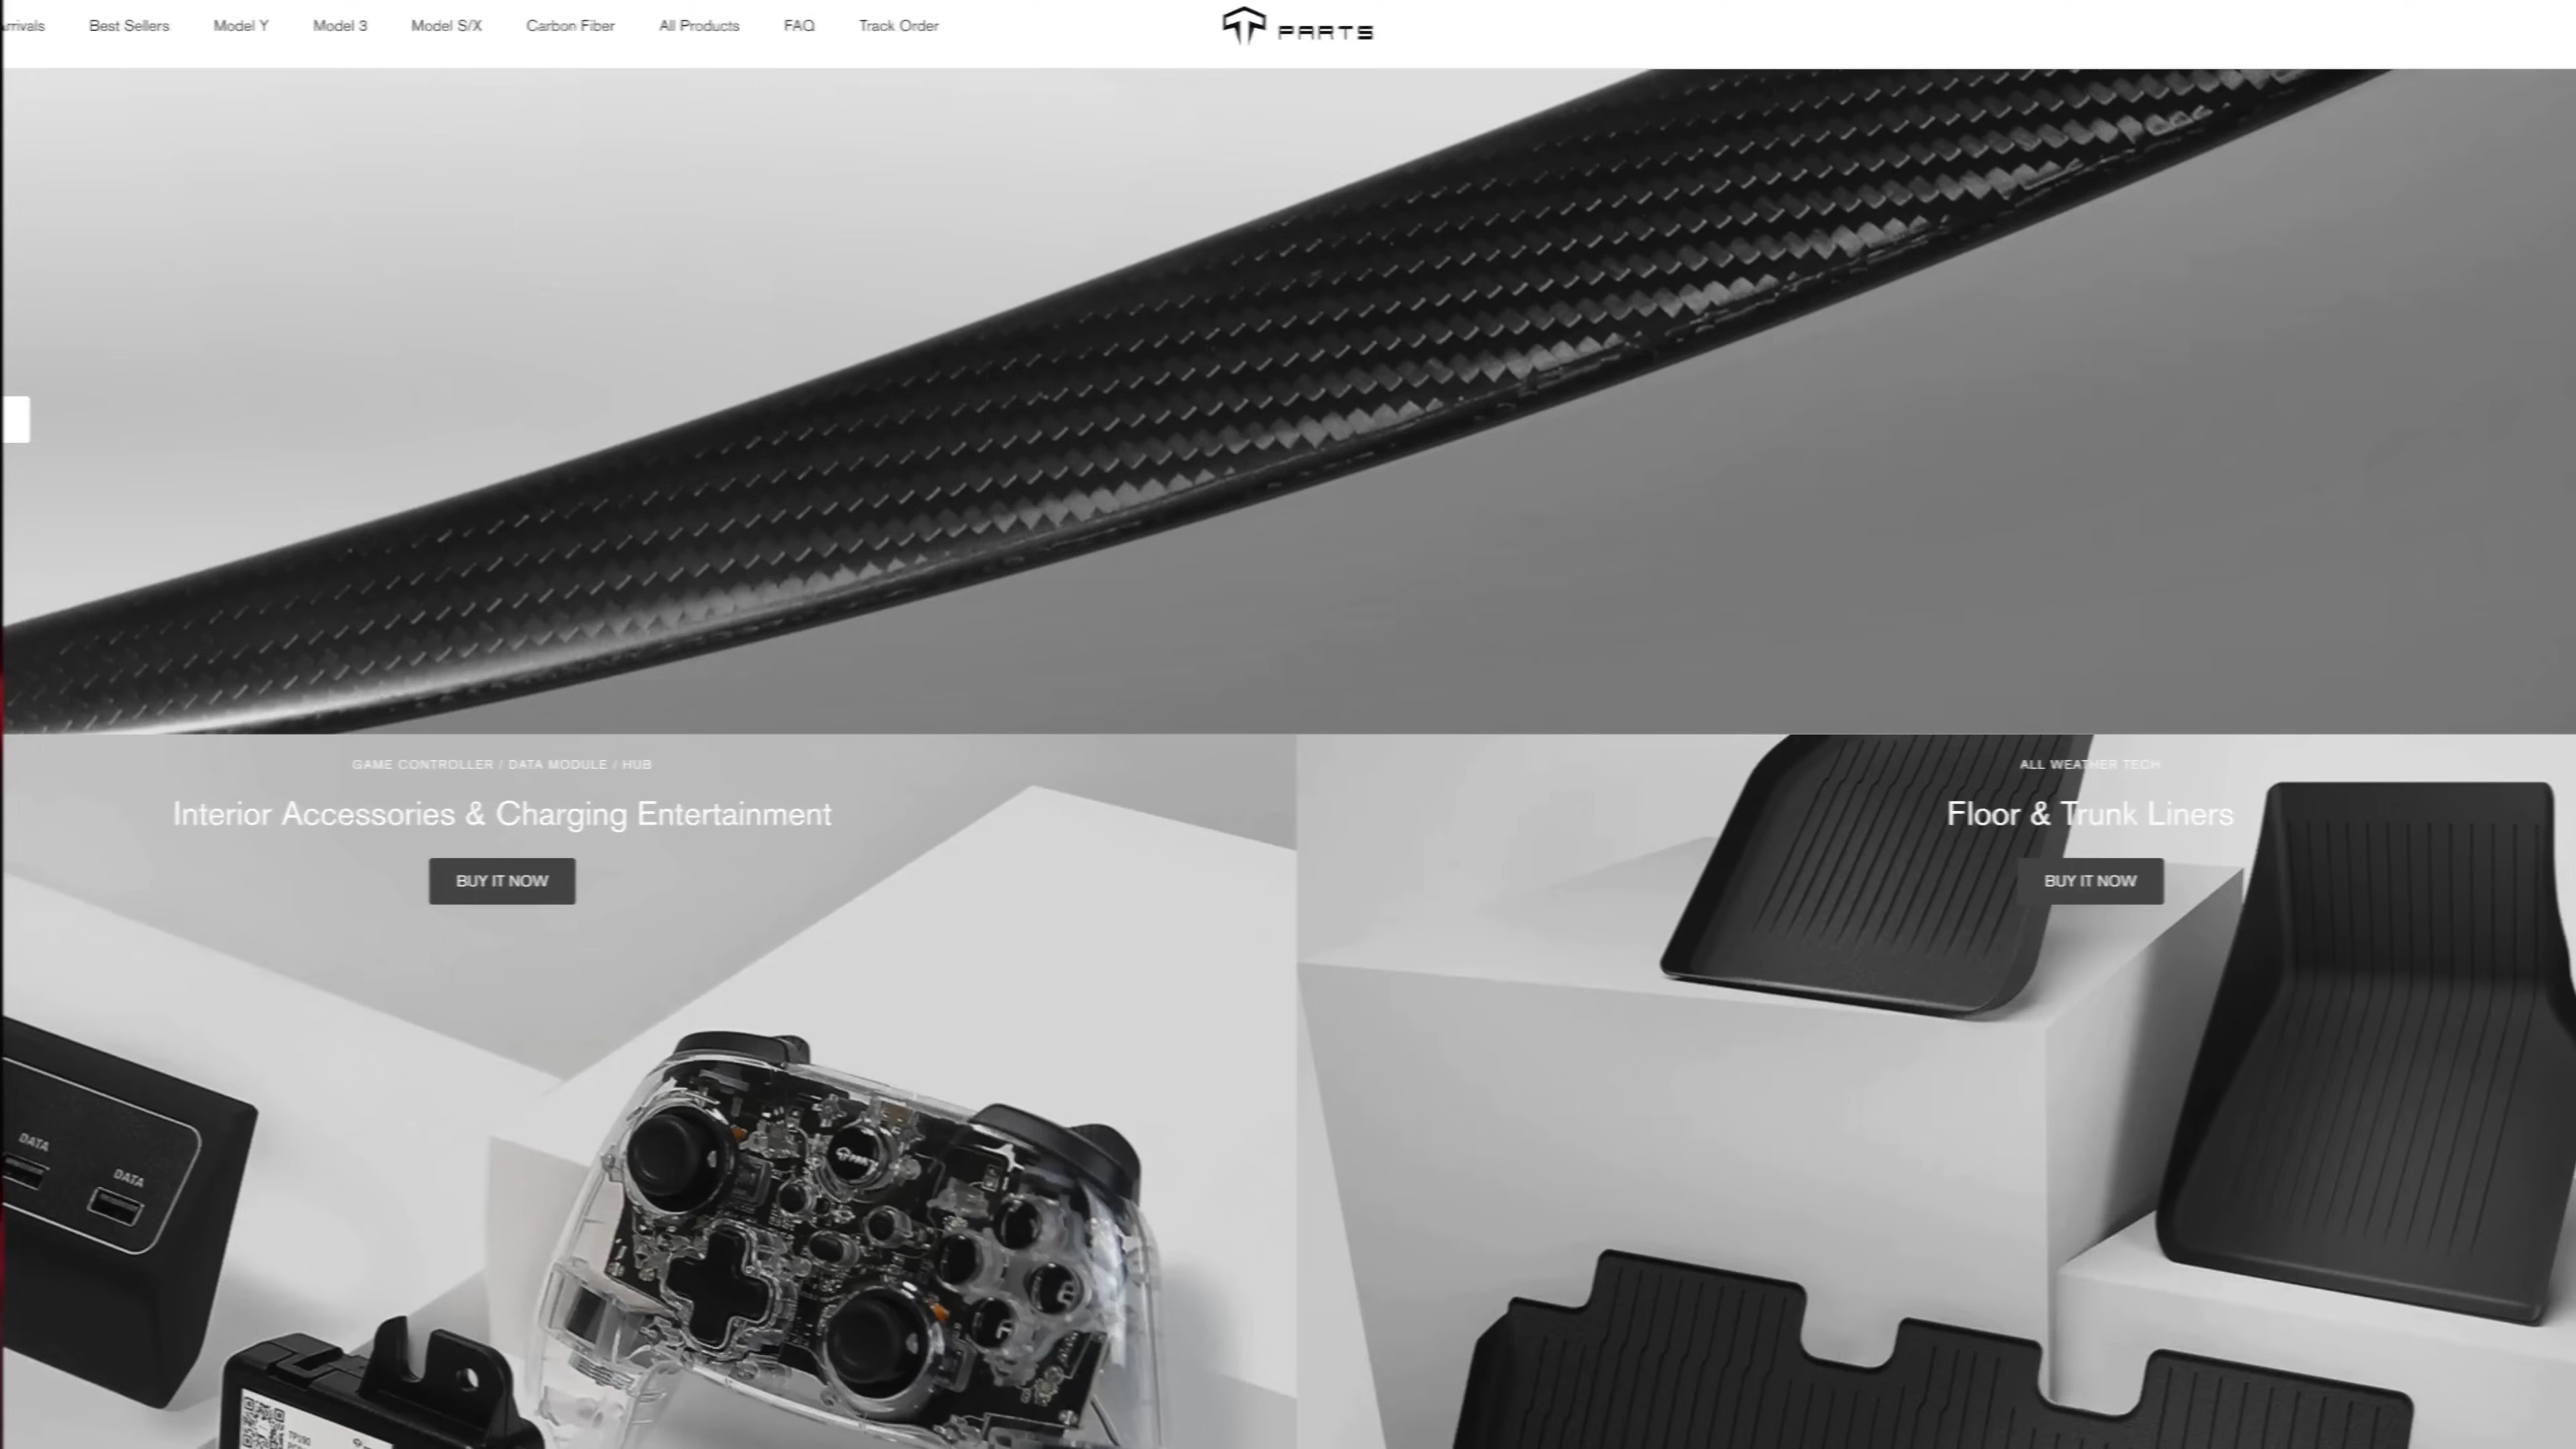 rrivals Best Sellers Model Y Model 3 Model S/X Carbon Fiber All Products FAQ Track Order
PARTS
GAME CONTROLLER / DATA MODULE / HUB
Interior Accessories & Charging Entertainment
BUY IT NOW
ALL WEATHER TECH
Floor & Trunk Liners
BUY IT NOW
DATA
DATA
B